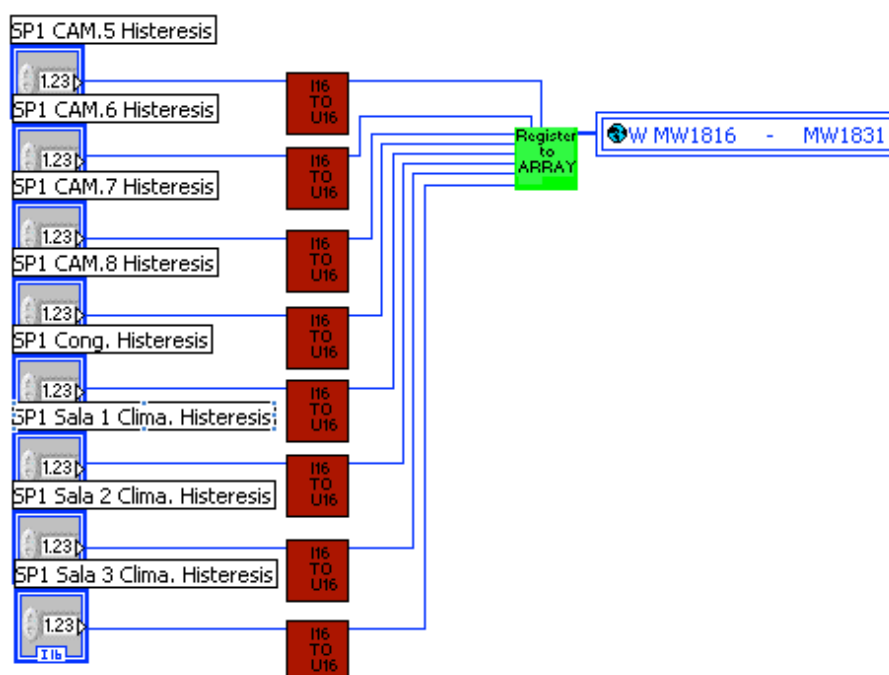 SP1 CAM.5 Histeresis
1.23
I16
TO
U16
SP1 CAM.6 Histeresis
1.23
I16
TO
U16
SP1 CAM.7 Histeresis
1.23
I16
TO
U16
SP1 CAM.8 Histeresis
1.23
I16
TO
U16
SP1 Cong. Histeresis
1.23
I16
TO
U16
SP1 Sala 1 Clima. Histeresis
1.23
I16
TO
U16
SP1 Sala 2 Clima. Histeresis
1.23
I16
TO
U16
SP1 Sala 3 Clima. Histeresis
1.23
I16
I16
TO
U16
Register
to
ARRAY
W MW1816 - MW1831